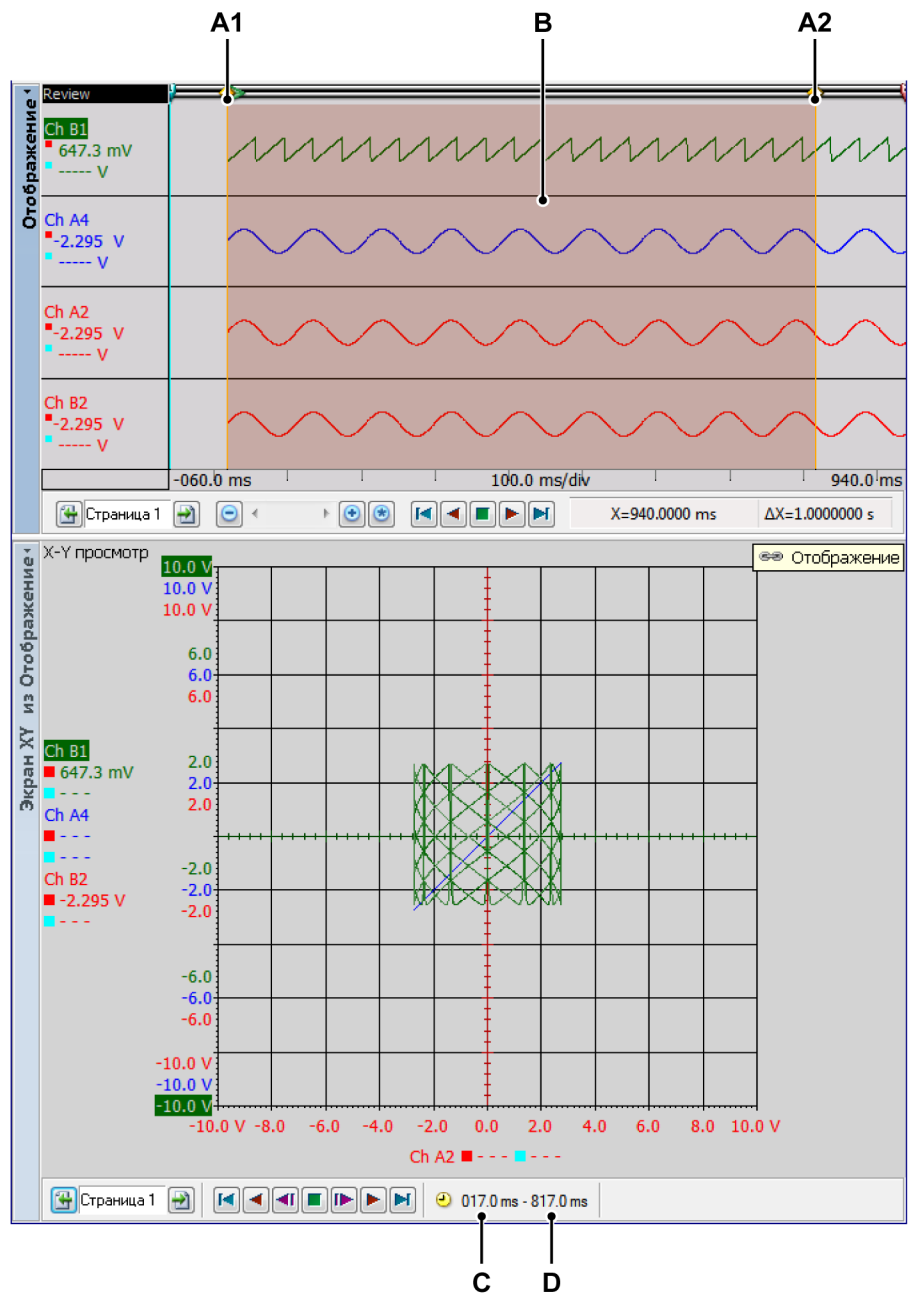 A1 B A2
Отображение
Review
Ch B1
647.3 mV
----- V
Ch A4
-2.295 V
----- V
Ch A2
-2.295 V
----- V
Ch B2
-2.295 V
----- V
-060.0 ms 100.0 ms/div 940.0 ms
Страница 1 X=940.0000 ms ΔX=1.0000000 s
Экран XY из Отображение
X-Y просмотр
Отображение
10.0 V
10.0 V
10.0 V
6.0
6.0
6.0
Ch B1
647.3 mV
- - -
Ch A4
- - -
- - -
Ch B2
-2.295 V
- - -
2.0
2.0
2.0
-2.0
-2.0
-2.0
-6.0
-6.0
-6.0
-10.0 V
-10.0 V
-10.0 V
-10.0 V -8.0 -6.0 -4.0 -2.0 0.0 2.0 4.0 6.0 8.0 10.0 V
Ch A2 - - - - - -
Страница 1 017.0 ms - 817.0 ms
C D